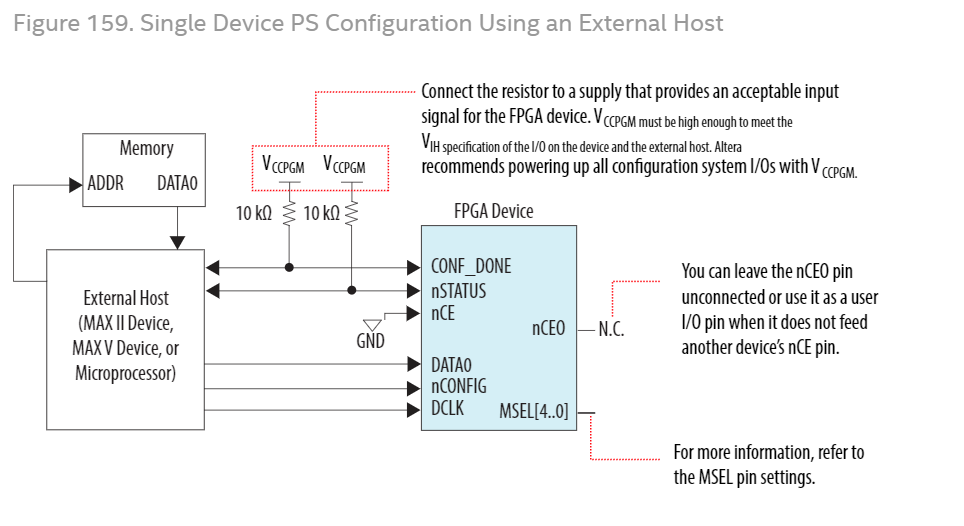 Figure 159. Single Device PS Configuration Using an External Host
Connect the resistor to a supply that provides an acceptable input
signal for the FPGA device. VCCPGM must be high enough to meet the
VIH specification of the I/O on the device and the external host. Altera
recommends powering up all configuration system I/Os with VCCPGM.
Memory
ADDR DATA0
VCCPGM VCCPGM
10 kΩ 10 kΩ
FPGA Device
External Host
(MAX II Device,
MAX V Device, or
Microprocessor)
CONF_DONE
nSTATUS
nCE
GND
nCEO
N.C.
DATA0
nCONFIG
DCLK
MSEL[4..0]
You can leave the nCEO pin
unconnected or use it as a user
I/O pin when it does not feed
another device’s nCE pin.
For more information, refer to
the MSEL pin settings.